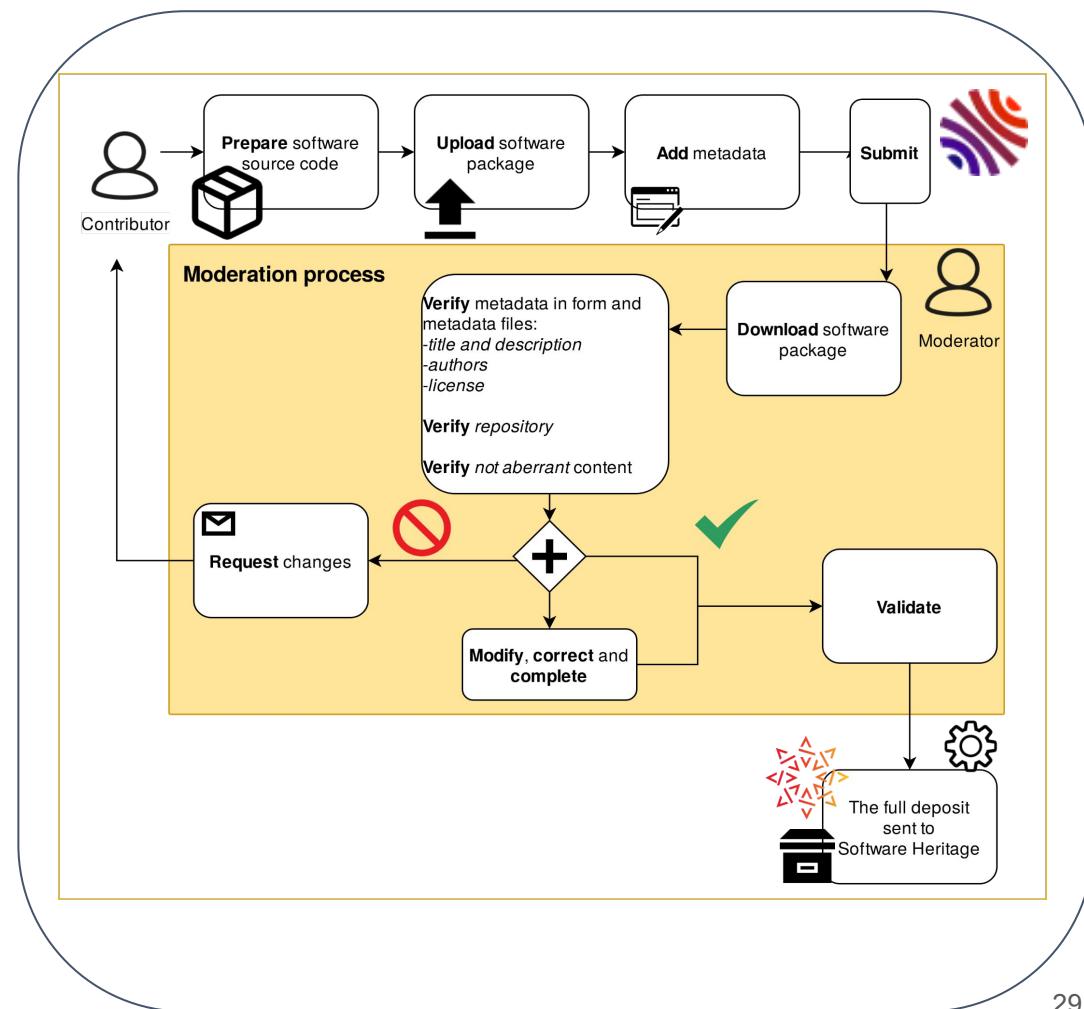 Prepare software
source code
Upload software
package
Add metadata
Submit
Contributor
Moderation process
Verify metadata in form and
metadata files:
-title and description
-authors
-license
Verify repository
Verify not aberrant content
Download software
package
Moderator
Request changes
Modify, correct and
complete
Validate
The full deposit
sent to
Software Heritage
29